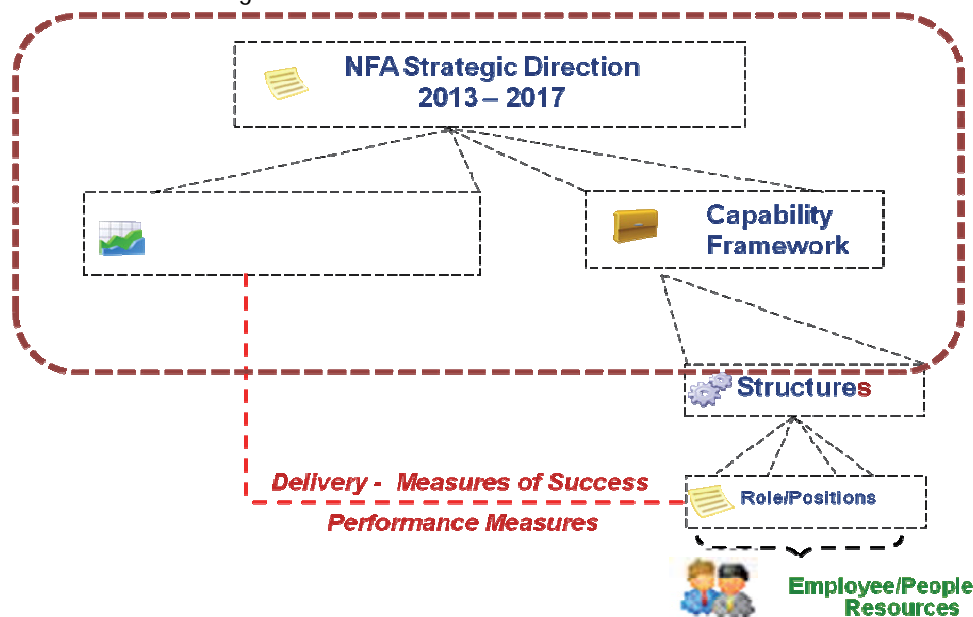 NFA Strategic Direction
2013 – 2017
Capability
Framework
Structures
Delivery - Measures of Success
Role/Positions
Performance Measures
Employee/People
Resources